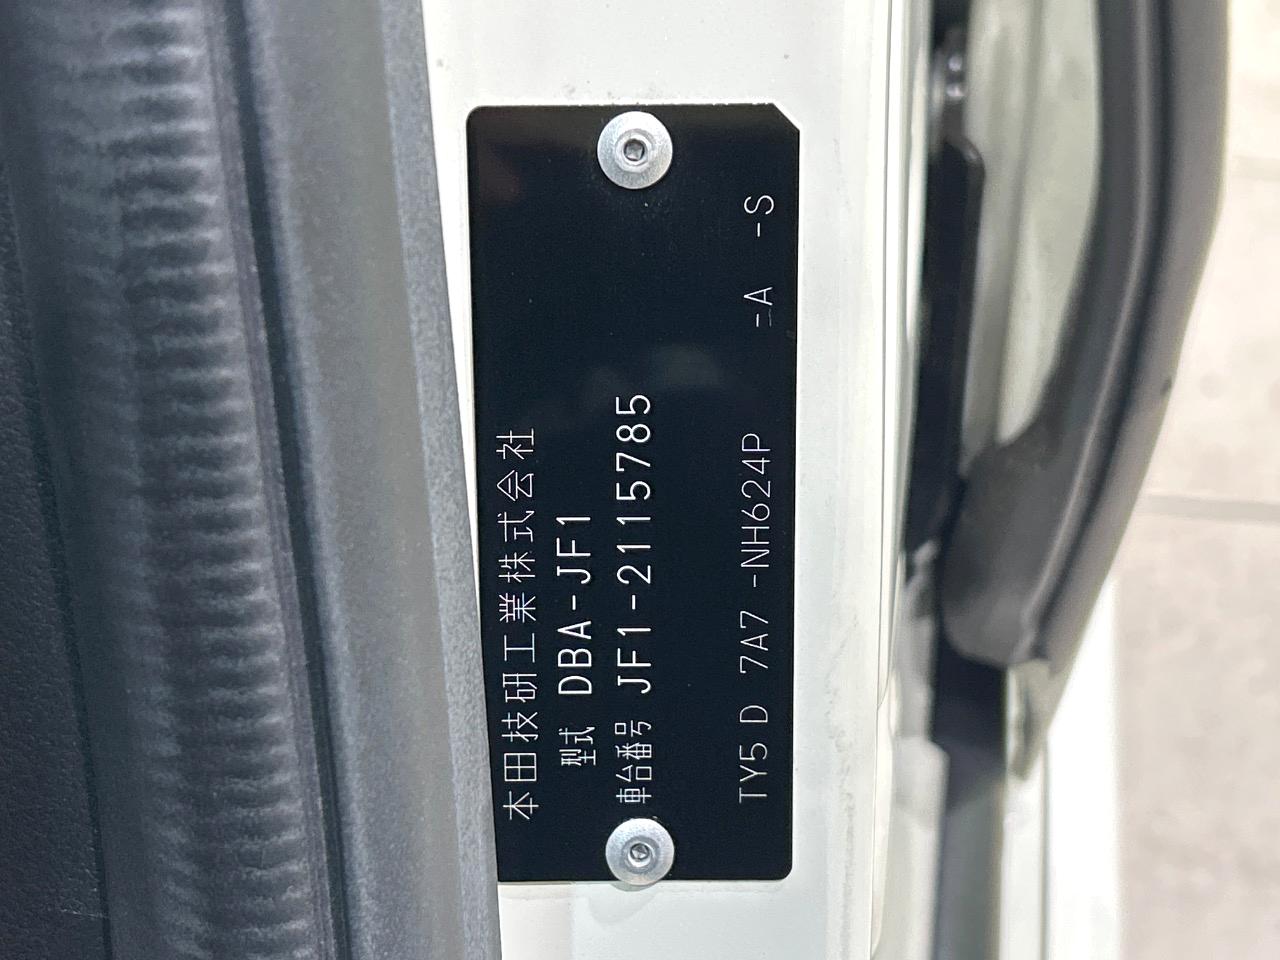 本田技研工業株式会社
型式 DBA-JF1
車台番号 JF1-2115785
TY5 D 7A7 -NH624P =A -S